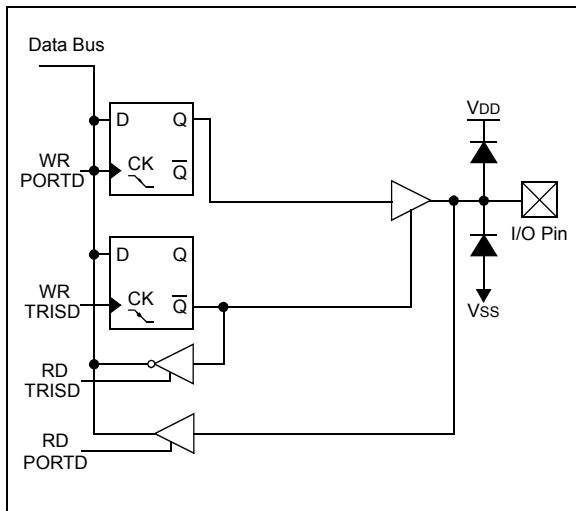 Data Bus
D Q
CK Q̅
WR
PORTD
D Q
CK Q̅
WR
TRISD
RD
TRISD
RD
PORTD
VDD
I/O Pin
VSS